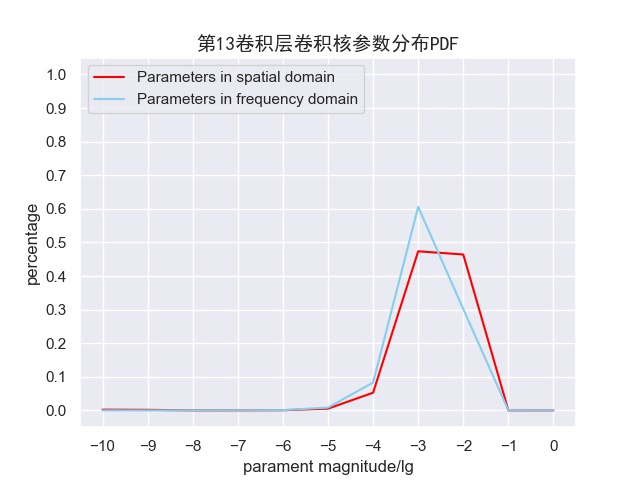 第13卷积层卷积核参数分布PDF
Parameters in spatial domain
Parameters in frequency domain
percentage
1.0
0.9
0.8
0.7
0.6
0.5
0.4
0.3
0.2
0.1
0.0
−10 −9 −8 −7 −6 −5 −4 −3 −2 −1 0
parament magnitude/lg